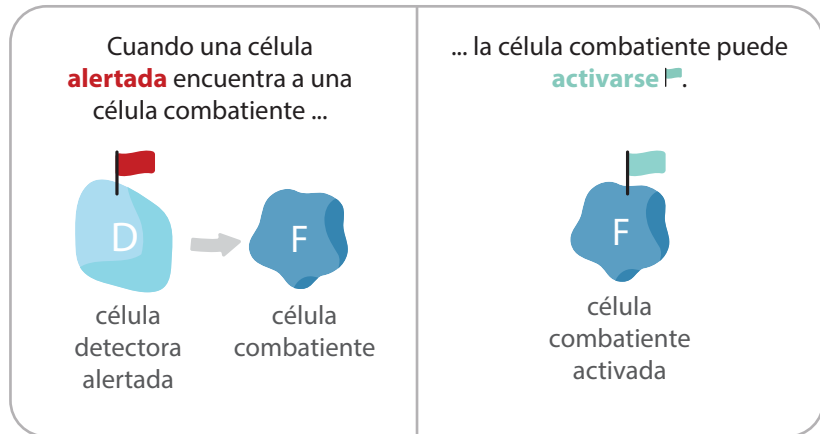 Cuando una célula
alertada encuentra a una
célula combatiente ...
D
F
célula
detectora
alertada
célula
combatiente
... la célula combatiente puede
activarse .
F
célula
combatiente
activada